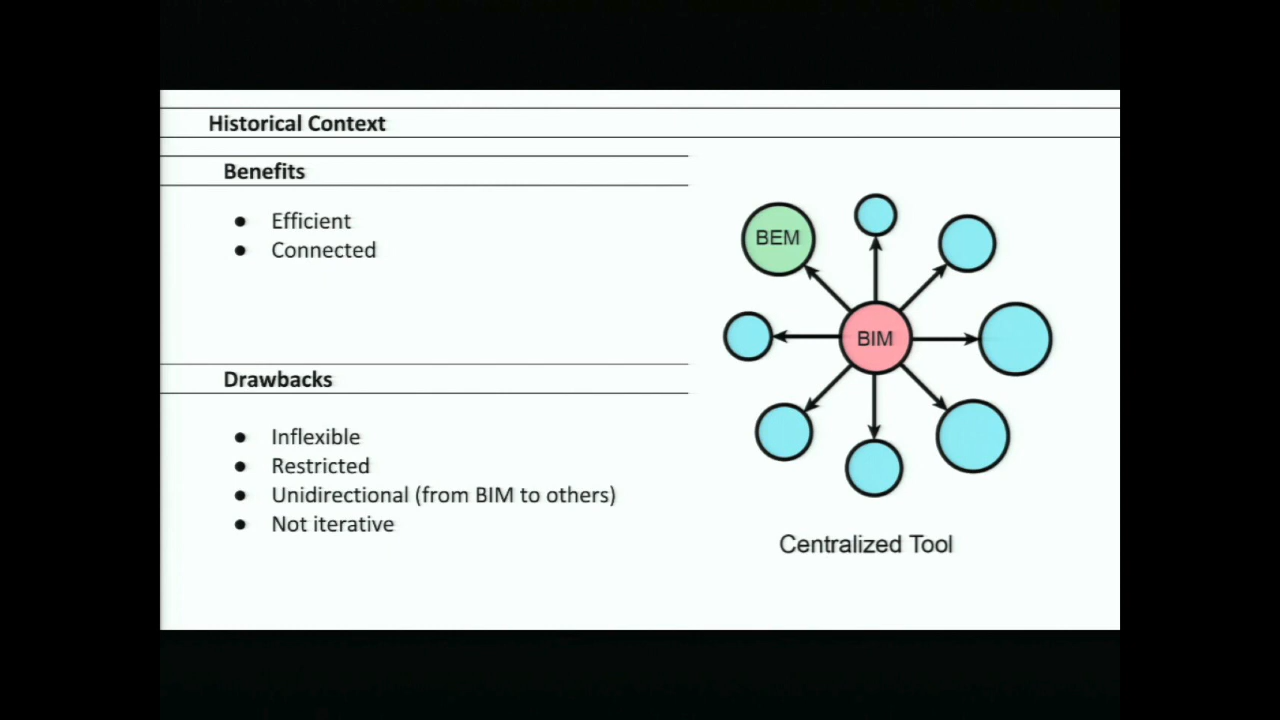 Historical Context
Benefits
● Efficient
● Connected
Drawbacks
● Inflexible
● Restricted
● Unidirectional (from BIM to others)
● Not iterative
BEM
BIM
Centralized Tool